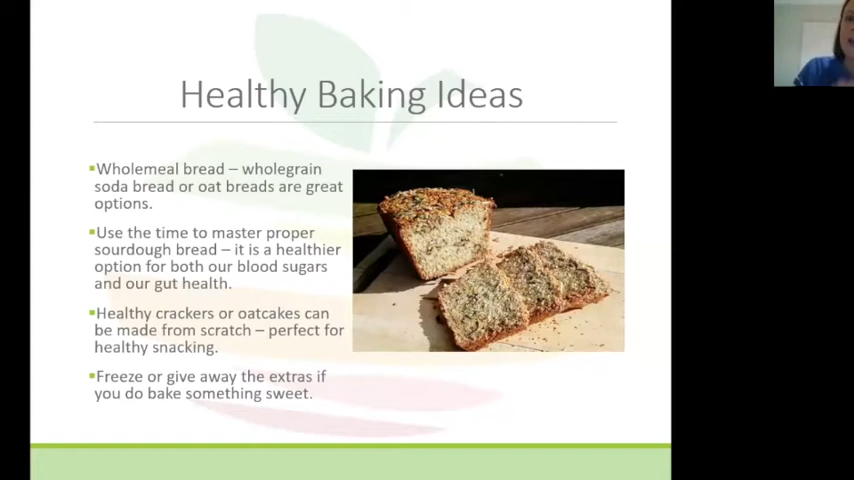 Healthy Baking Ideas
▪Wholemeal bread – wholegrain
soda bread or oat breads are great
options.
▪Use the time to master proper
sourdough bread – it is a healthier
option for both our blood sugars
and our gut health.
▪Healthy crackers or oatcakes can
be made from scratch – perfect for
healthy snacking.
▪Freeze or give away the extras if
you do bake something sweet.